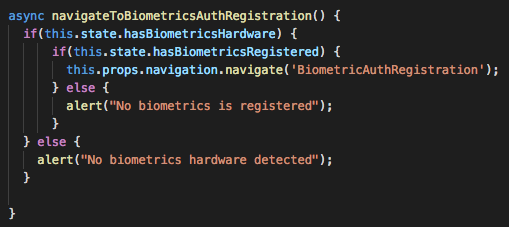 async navigateToBiometricsAuthRegistration() {
  if(this.state.hasBiometricsHardware) {
      if(this.state.hasBiometricsRegistered) {
        this.props.navigation.navigate('BiometricAuthRegistration');
      } else {
        alert("No biometrics is registered");
      }
  } else {
    alert("No biometrics hardware detected");
  }

}